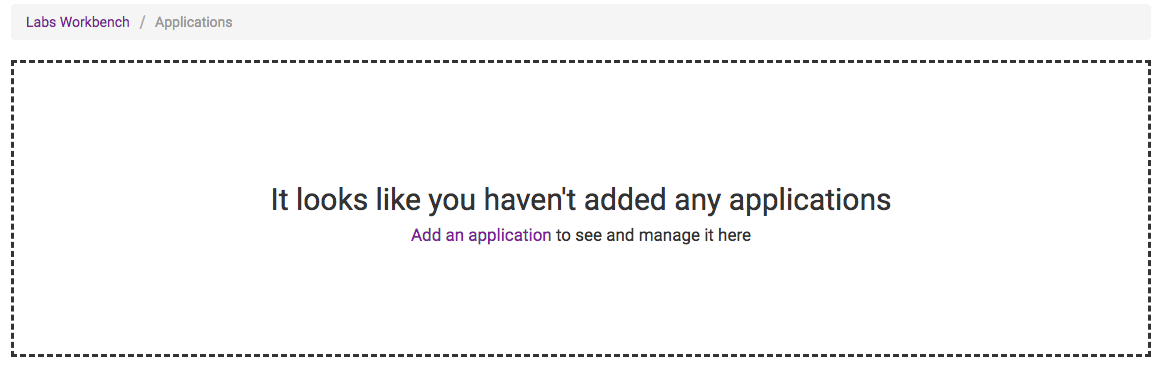 Labs Workbench / Applications
It looks like you haven't added any applications
Add an application to see and manage it here